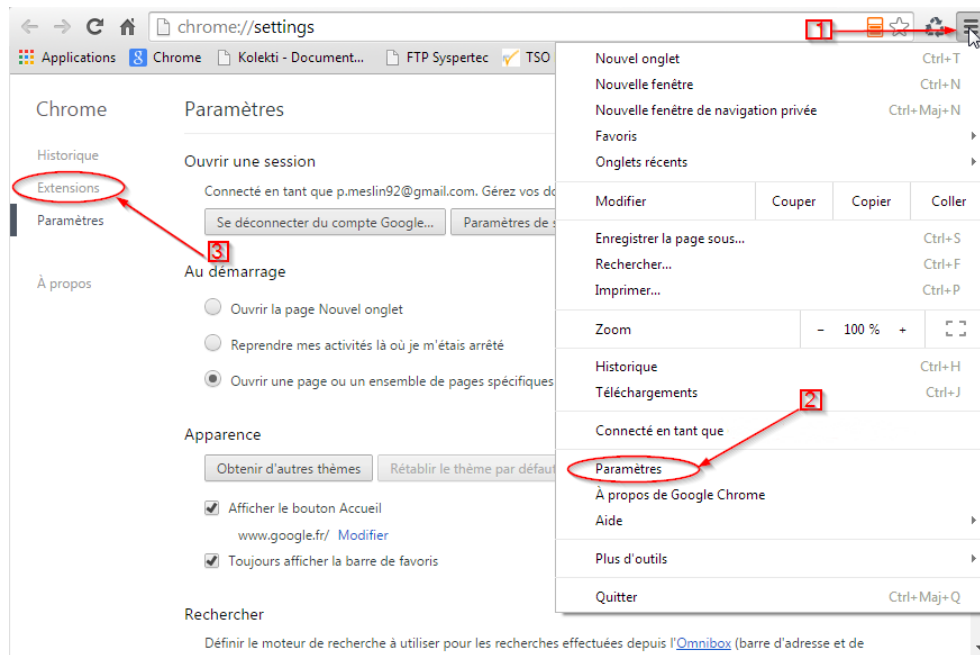 chrome://settings
1
Applications Chrome Kolekti - Document... FTP Syspertec TSO
Chrome
Historique
Extensions
Paramètres
À propos
3
Paramètres
Ouvrir une session
Connecté en tant que p.meslin92@gmail.com. Gérez vos do
Se déconnecter du compte Google... Paramètres de s
Au démarrage
Ouvrir la page Nouvel onglet
Reprendre mes activités là où je m'étais arrêté
Ouvrir une page ou un ensemble de pages spécifiques
Apparence
Obtenir d'autres thèmes Rétablir le thème par défaut
Afficher le bouton Accueil
www.google.fr/ Modifier
Toujours afficher la barre de favoris
Rechercher
Définir le moteur de recherche à utiliser pour les recherches effectuées depuis l'Omnibox (barre d'adresse et de
Nouvel onglet Ctrl+T
Nouvelle fenêtre Ctrl+N
Nouvelle fenêtre de navigation privée Ctrl+Maj+N
Favoris
Onglets récents
Modifier Couper Copier Coller
Enregistrer la page sous... Ctrl+S
Rechercher... Ctrl+F
Imprimer... Ctrl+P
Zoom - 100 % +
Historique Ctrl+H
Téléchargements Ctrl+J
2
Connecté en tant que
Paramètres
À propos de Google Chrome
Aide
Plus d'outils
Quitter Ctrl+Maj+Q